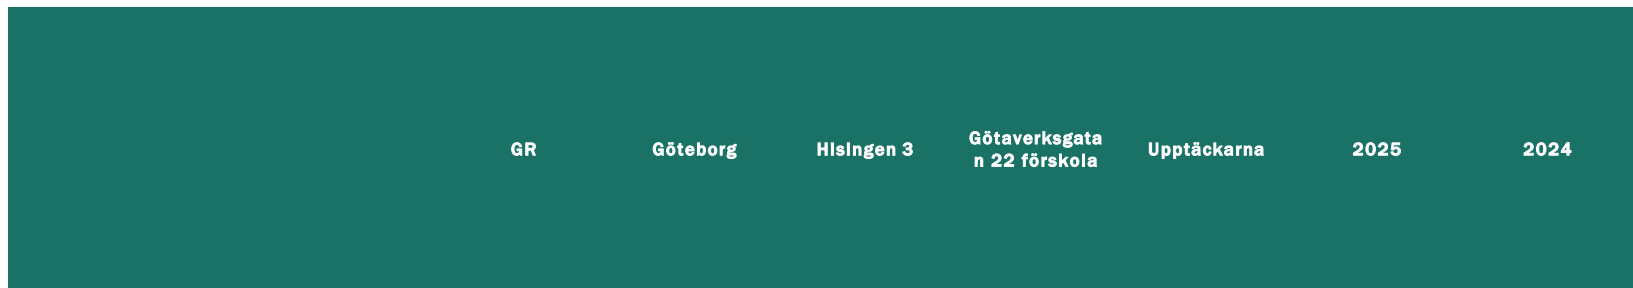 GR
Göteborg
Hisingen 3
Götaverksgata
n 22 förskola
Upptäckarna
2025
2024